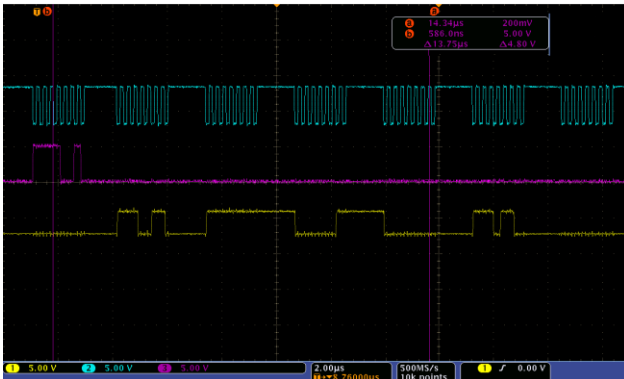 T b
a
a 14.34µs 200mV
b 586.0ns 5.00 V
Δ13.75µs Δ4.80 V
1 5.00 V 2 5.00 V 3 5.00 V
2.00µs
500MS/s
10k points
1 0.00 V